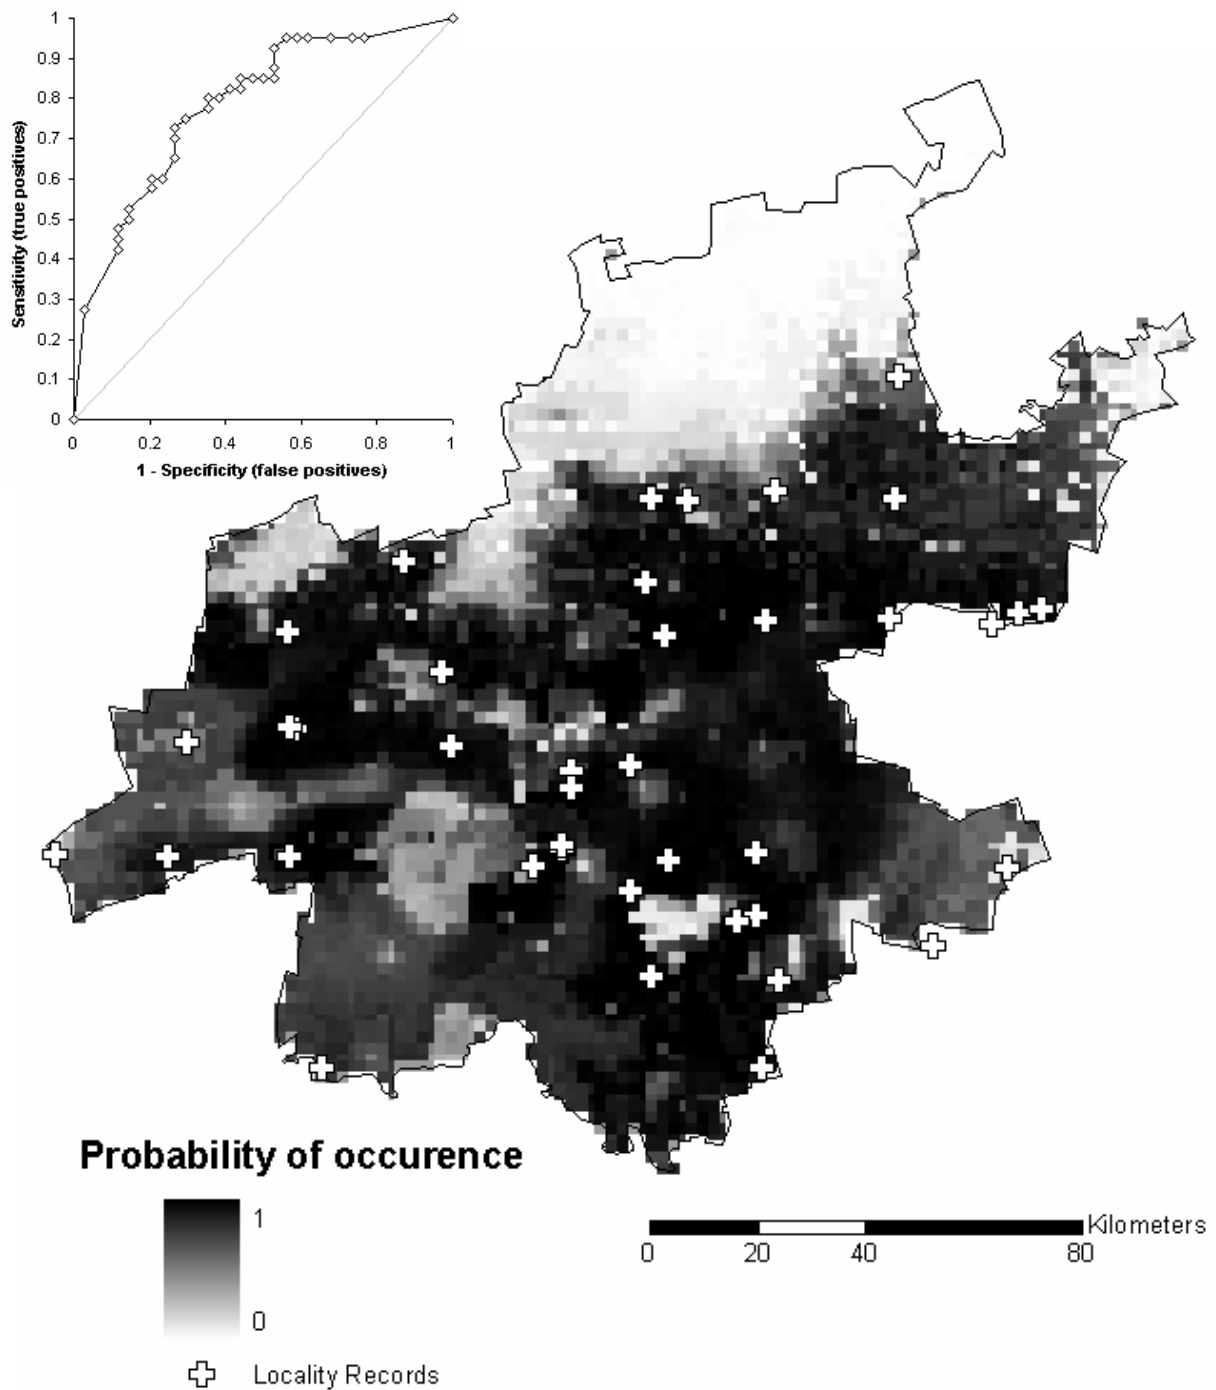 1
0.9
0.8
0.7
0.6
0.5
0.4
0.3
0.2
0.1
0
Sensitivity (true positives)
0 0.2 0.4 0.6 0.8 1
1 - Specificity (false positives)
Probability of occurence
1
0
Locality Records
Kilometers
0 20 40 80